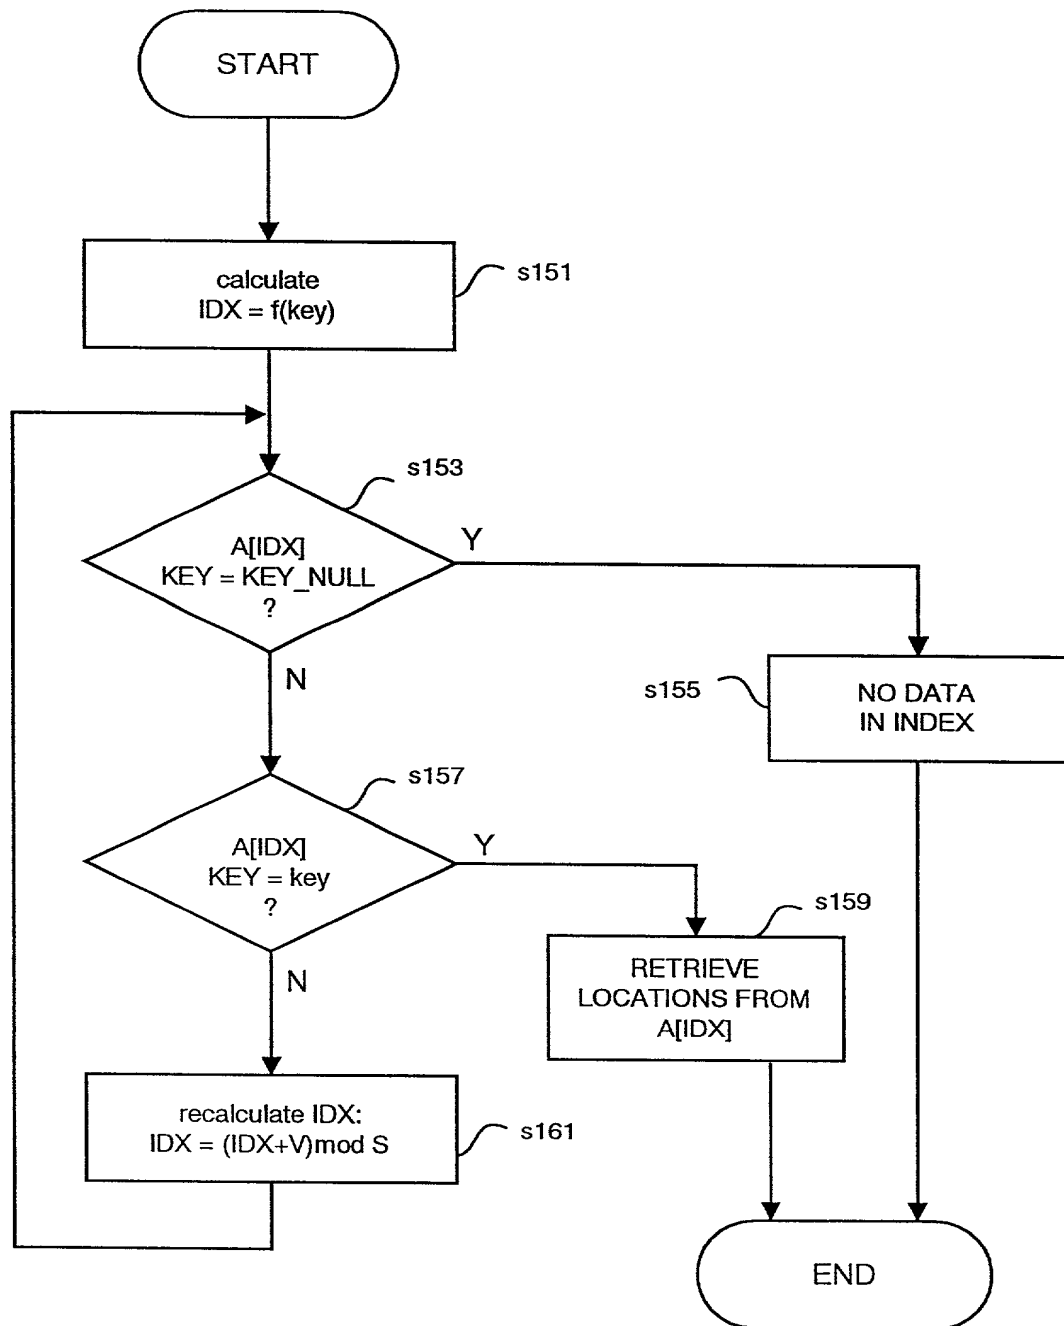 START
calculate
IDX = f(key)
s151
s153
A[IDX]
KEY = KEY_NULL
?
Y
N
s155
NO DATA
IN INDEX
s157
A[IDX]
KEY = key
?
Y
N
s159
RETRIEVE
LOCATIONS FROM
A[IDX]
recalculate IDX:
IDX = (IDX+V)mod S
s161
END